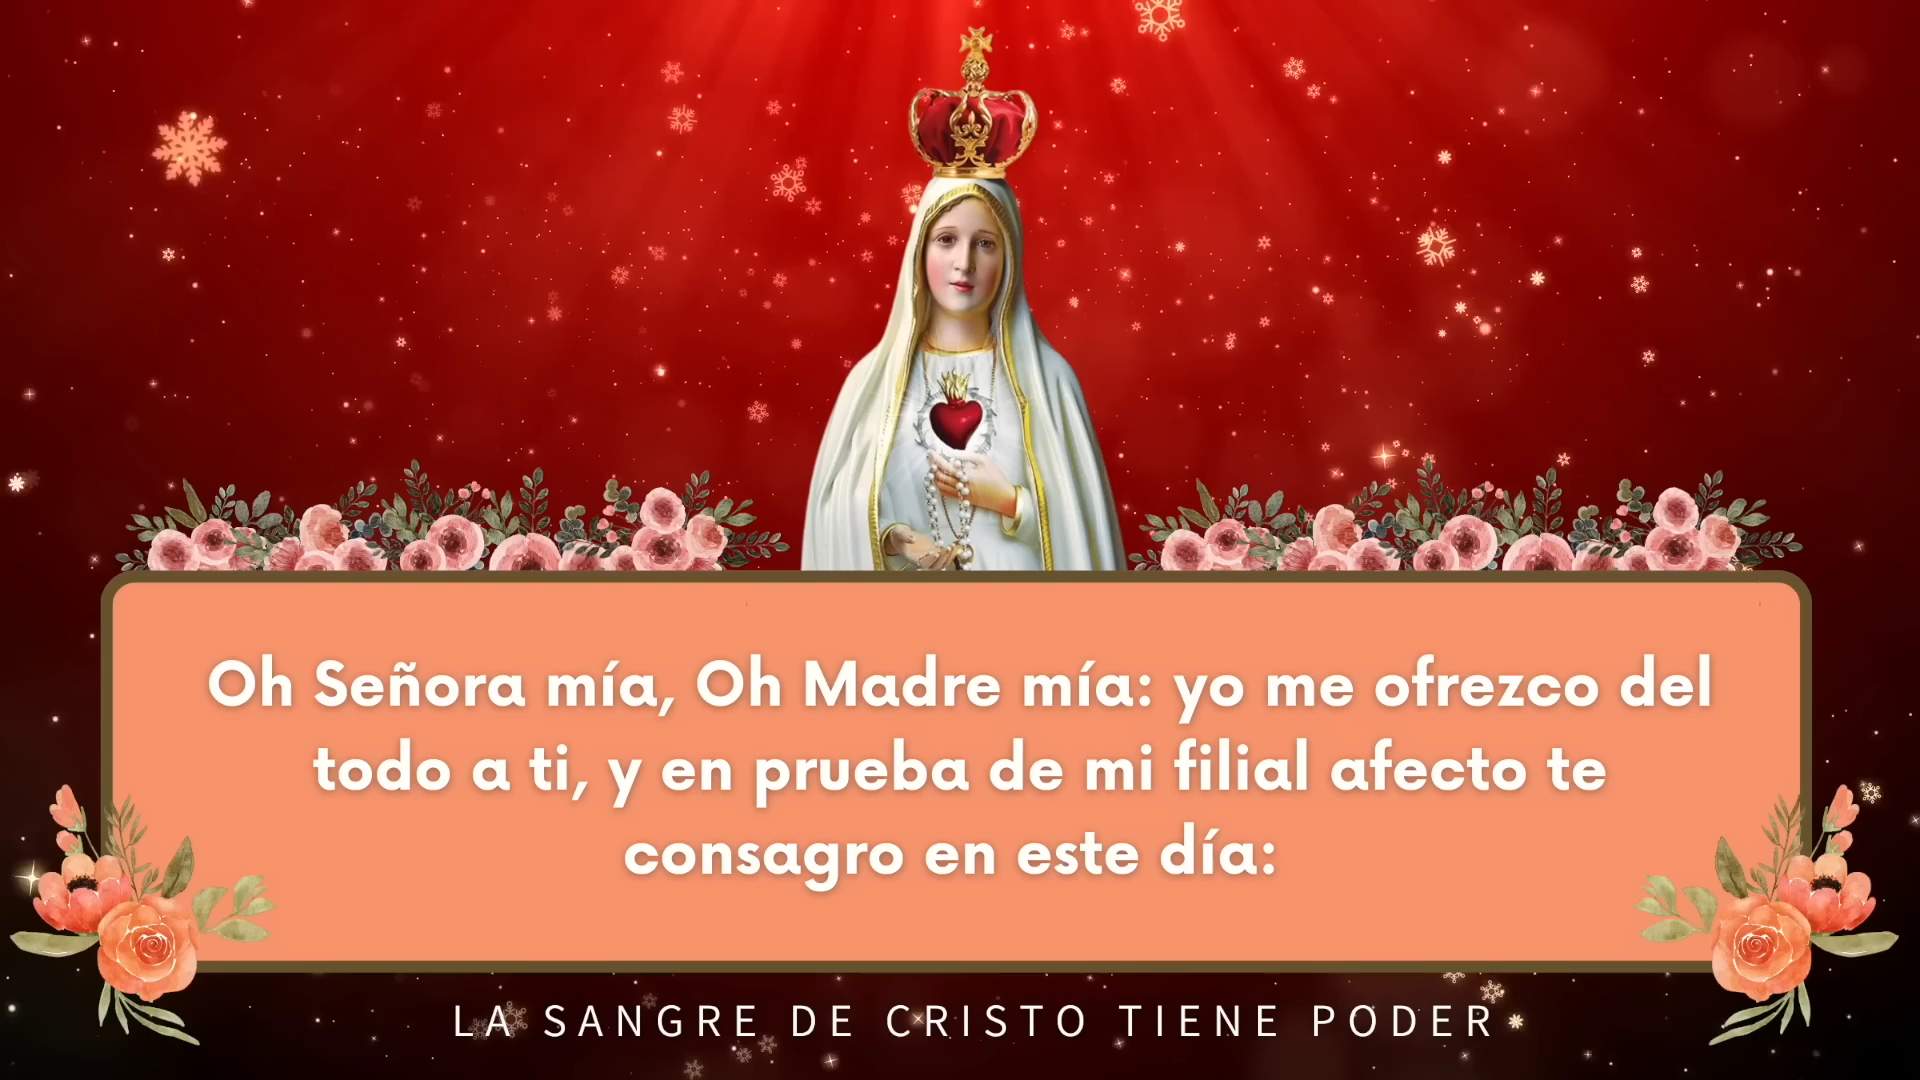 Oh Señora mía, Oh Madre mía: yo me ofrezco del
todo a ti, y en prueba de mi filial afecto te
consagro en este día:
LA SANGRE DE CRISTO TIENE PODER